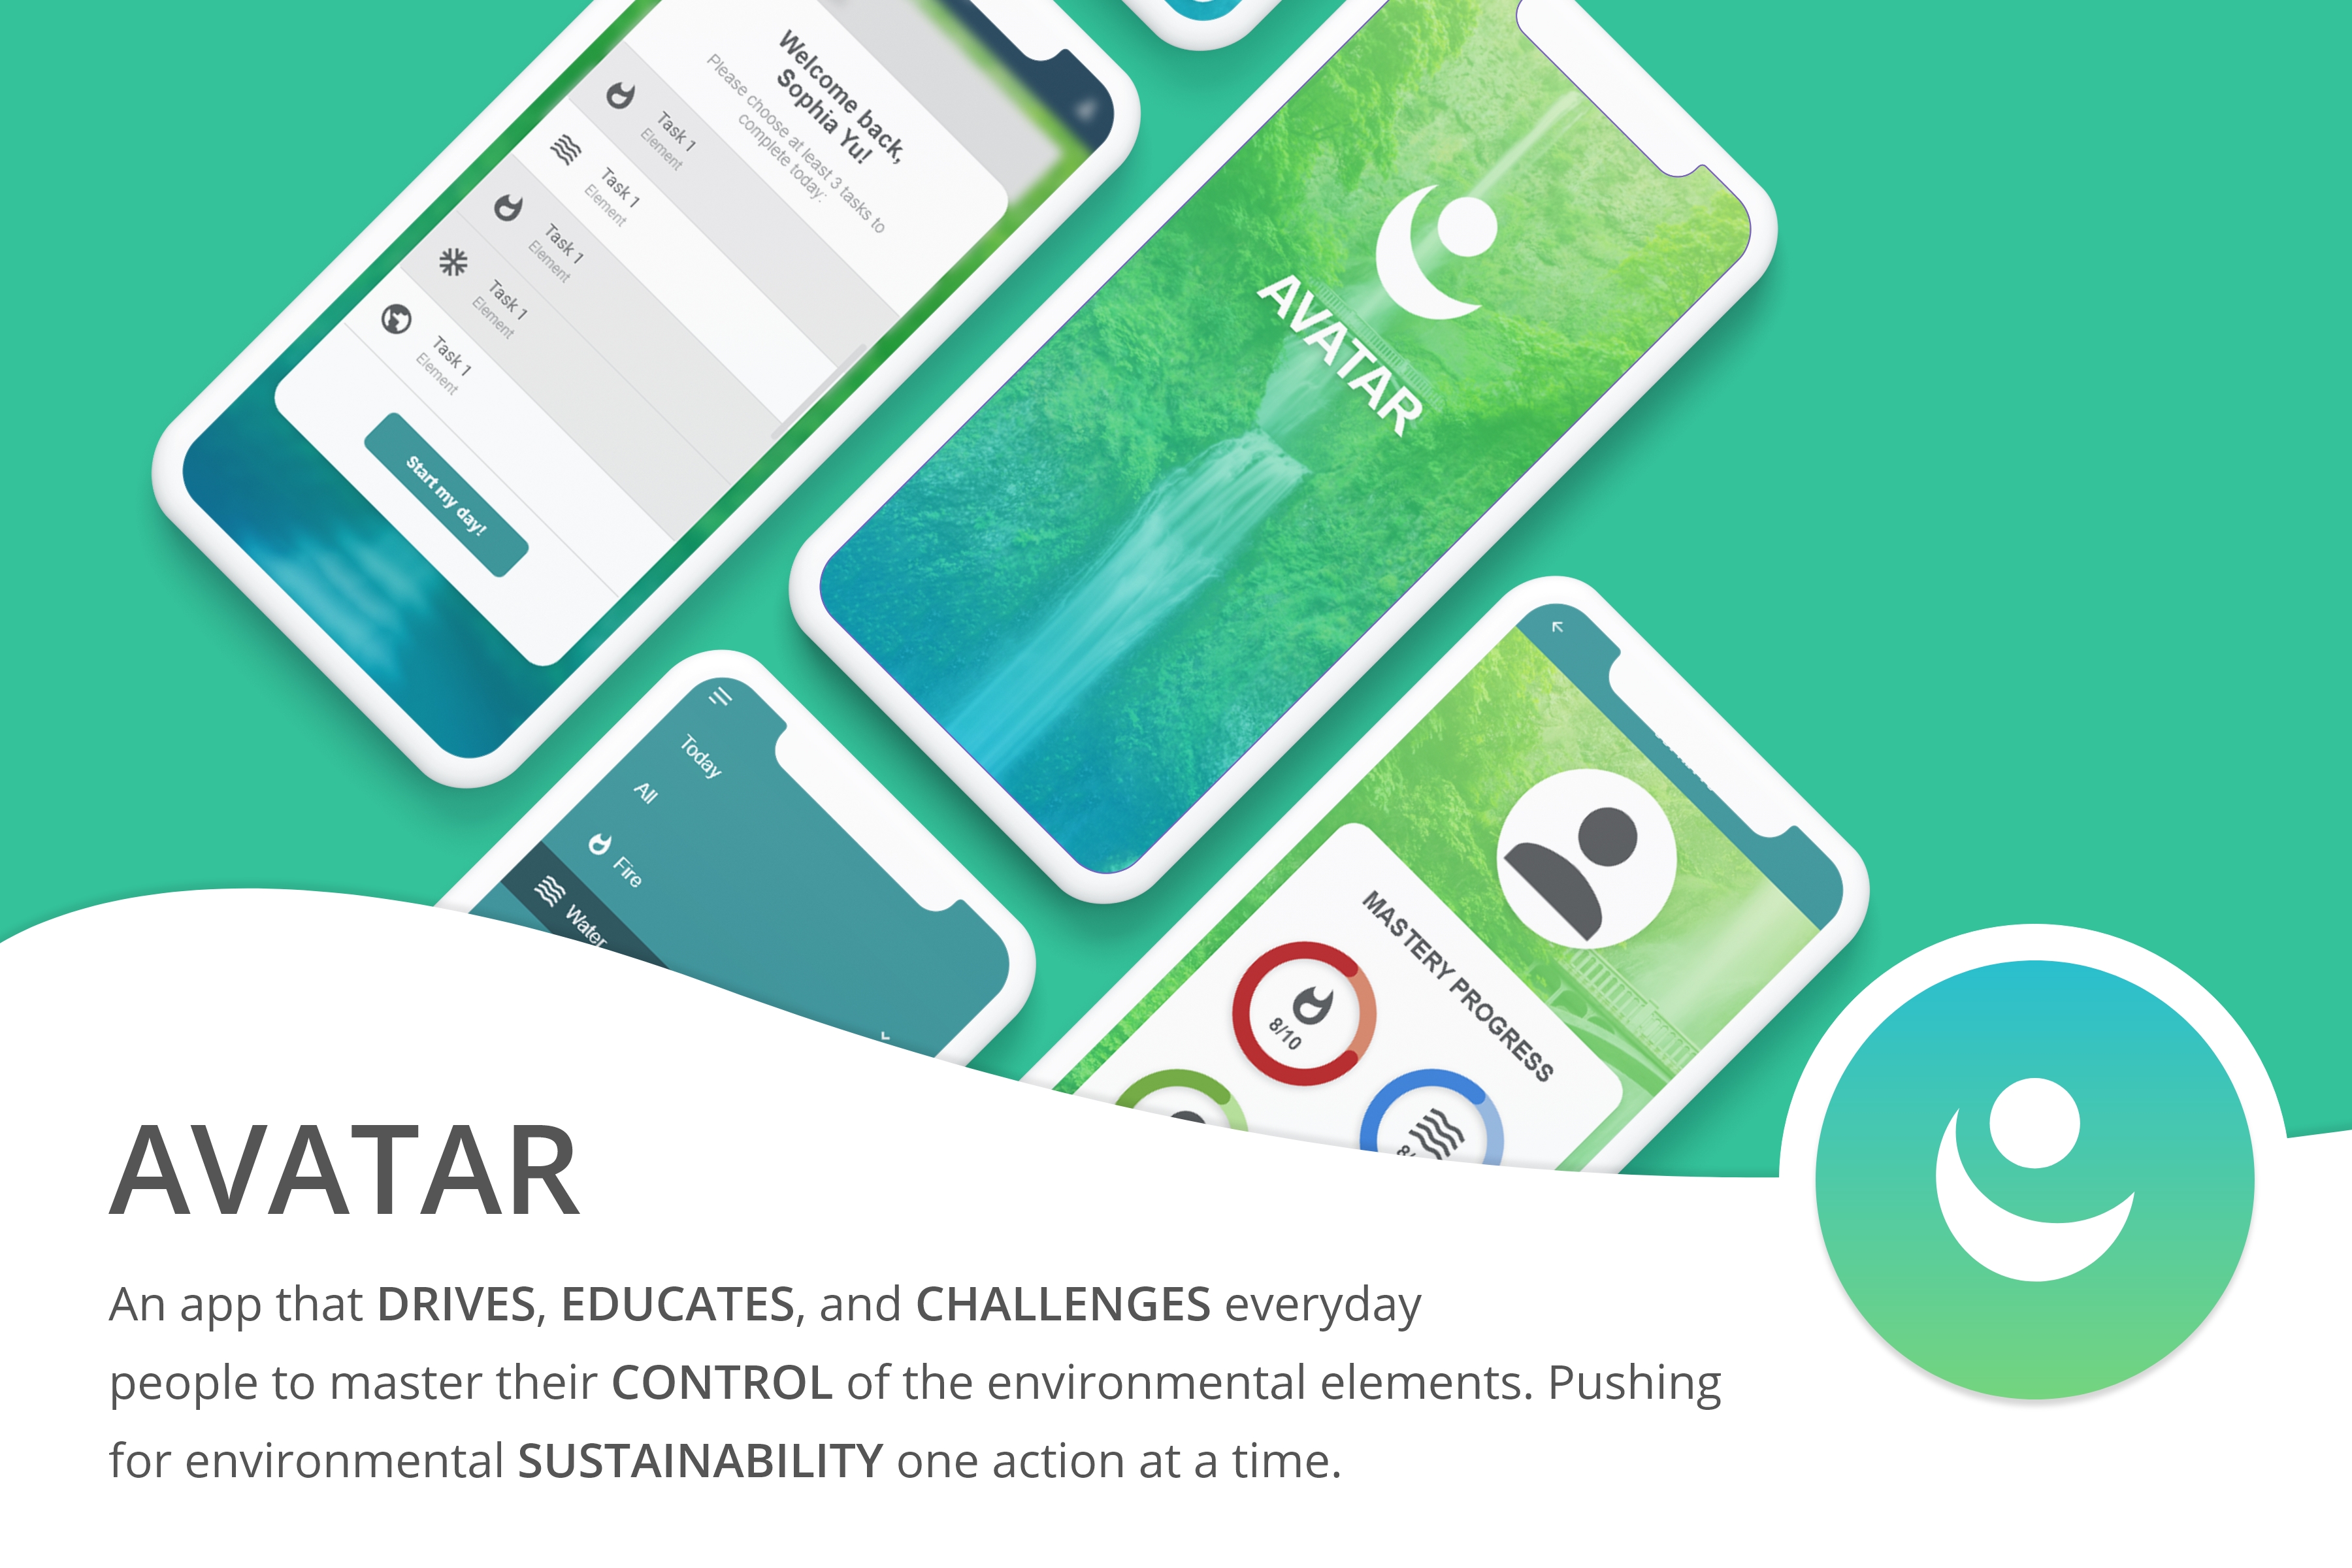 Welcome back,
Sophia Yu!
Please choose at least 3 tasks to
complete today:
Task 1
Element
Task 1
Element
Task 1
Element
Task 1
Element
Task 1
Element
Start my day!
AVATAR
Today
All
Fire
Water
MASTERY PROGRESS
8/10
AVATAR
An app that DRIVES, EDUCATES, and CHALLENGES everyday
people to master their CONTROL of the environmental elements. Pushing
for environmental SUSTAINABILITY one action at a time.